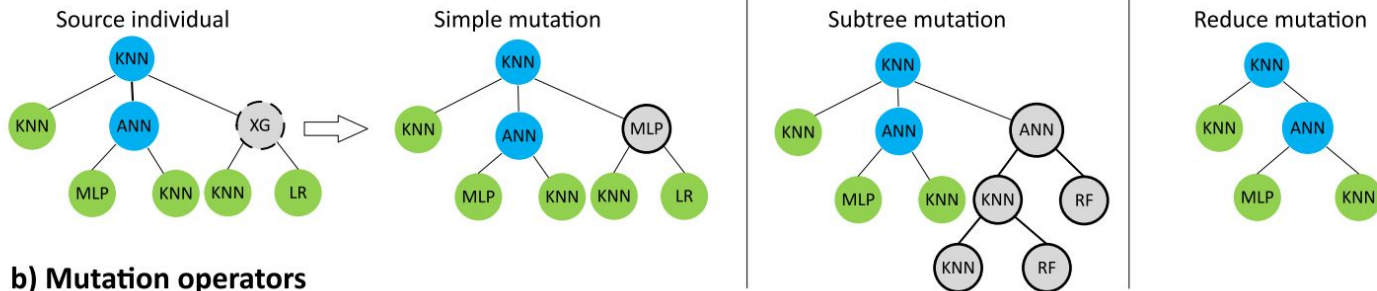 Source individual
KNN
KNN
ANN
XG
MLP
KNN
KNN
LR
Simple mutation
KNN
KNN
ANN
MLP
MLP
KNN
KNN
LR
Subtree mutation
KNN
KNN
ANN
ANN
MLP
KNN
KNN
RF
KNN
RF
Reduce mutation
KNN
KNN
ANN
MLP
KNN
b) Mutation operators